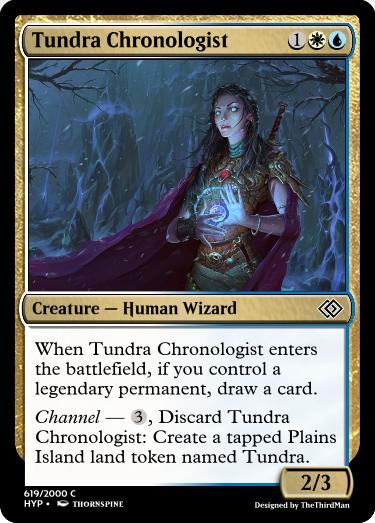 Tundra Chronologist 1
Creature — Human Wizard
When Tundra Chronologist enters
the battlefield, if you control a
legendary permanent, draw a card.
Channel — 3, Discard Tundra
Chronologist: Create a tapped Plains
Island land token named Tundra.
2/3
619/2000 C
HYP • THORNSPINE
Designed by TheThirdMan